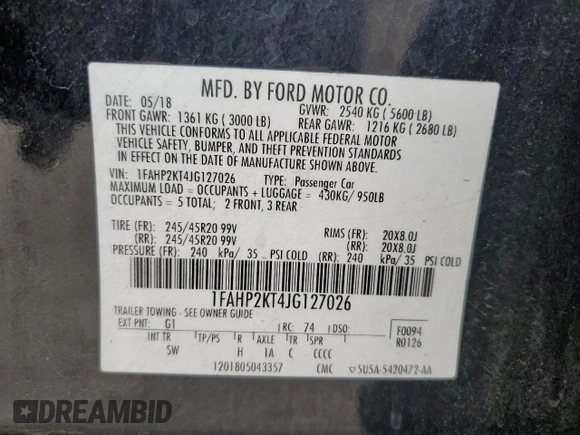 MFD. BY FORD MOTOR CO.
DATE: 05/18 GVWR: 2540 KG ( 5600 LB)
FRONT GAWR: 1361 KG ( 3000 LB) REAR GAWR: 1216 KG ( 2680 LB)
THIS VEHICLE CONFORMS TO ALL APPLICABLE FEDERAL MOTOR
VEHICLE SAFETY, BUMPER, AND THEFT PREVENTION STANDARDS
IN EFFECT ON THE DATE OF MANUFACTURE SHOWN ABOVE.
VIN: 1FAHP2KT4JG127026 TYPE: Passenger Car
MAXIMUM LOAD = OCCUPANTS + LUGGAGE = 430KG/ 950LB
OCCUPANTS = 5 TOTAL; 2 FRONT, 3 REAR
TIRE (FR): 245/45R20 99V RIMS (FR): 20X8.0J
(RR): 245/45R20 99V (RR): 20X8.0J
PRESSURE (FR): 240 kPa/ 35 PSI COLD (RR): 240 kPa/ 35 PSI COLD
1FAHP2KT4JG127026
TRAILER TOWING - SEE OWNER GUIDE
EXT PNT: G1 RC: 74 DSO: F0094
INT TR TP/PS R AXLE TR SPR R0126
SW H IA C CCCC
1201805043357 CMC ▽ SUSA-5420472-AA
DREAMBID